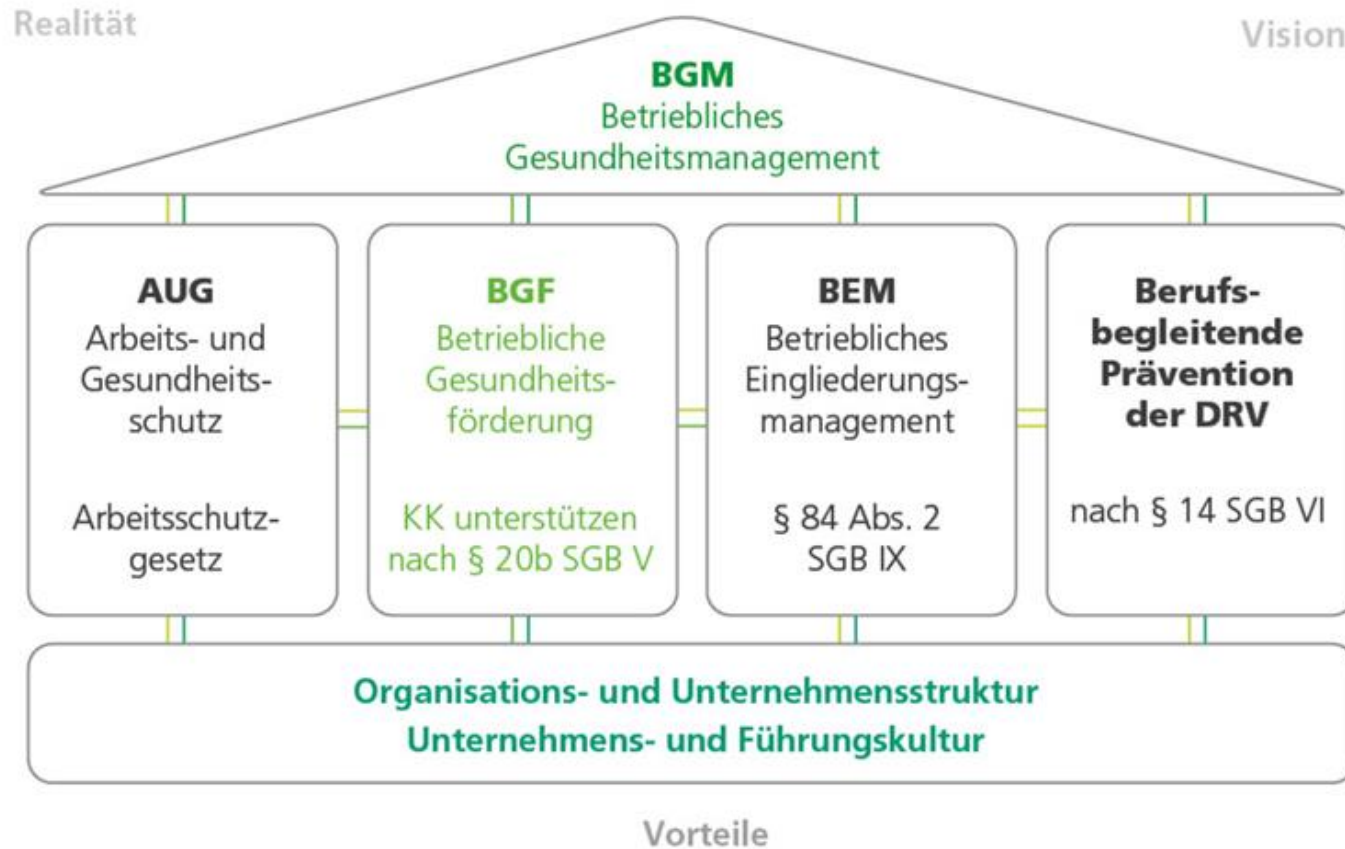 Realität
Vision
BGM
Betriebliches
Gesundheitsmanagement
AUG
Arbeits- und
Gesundheits-
schutz
Arbeitsschutz-
gesetz
BGF
Betriebliche
Gesundheits-
förderung
KK unterstützen
nach § 20b SGB V
BEM
Betriebliches
Eingliederungs-
management
§ 84 Abs. 2
SGB IX
Berufs-
begleitende
Prävention
der DRV
nach § 14 SGB VI
Organisations- und Unternehmensstruktur
Unternehmens- und Führungskultur
Vorteile